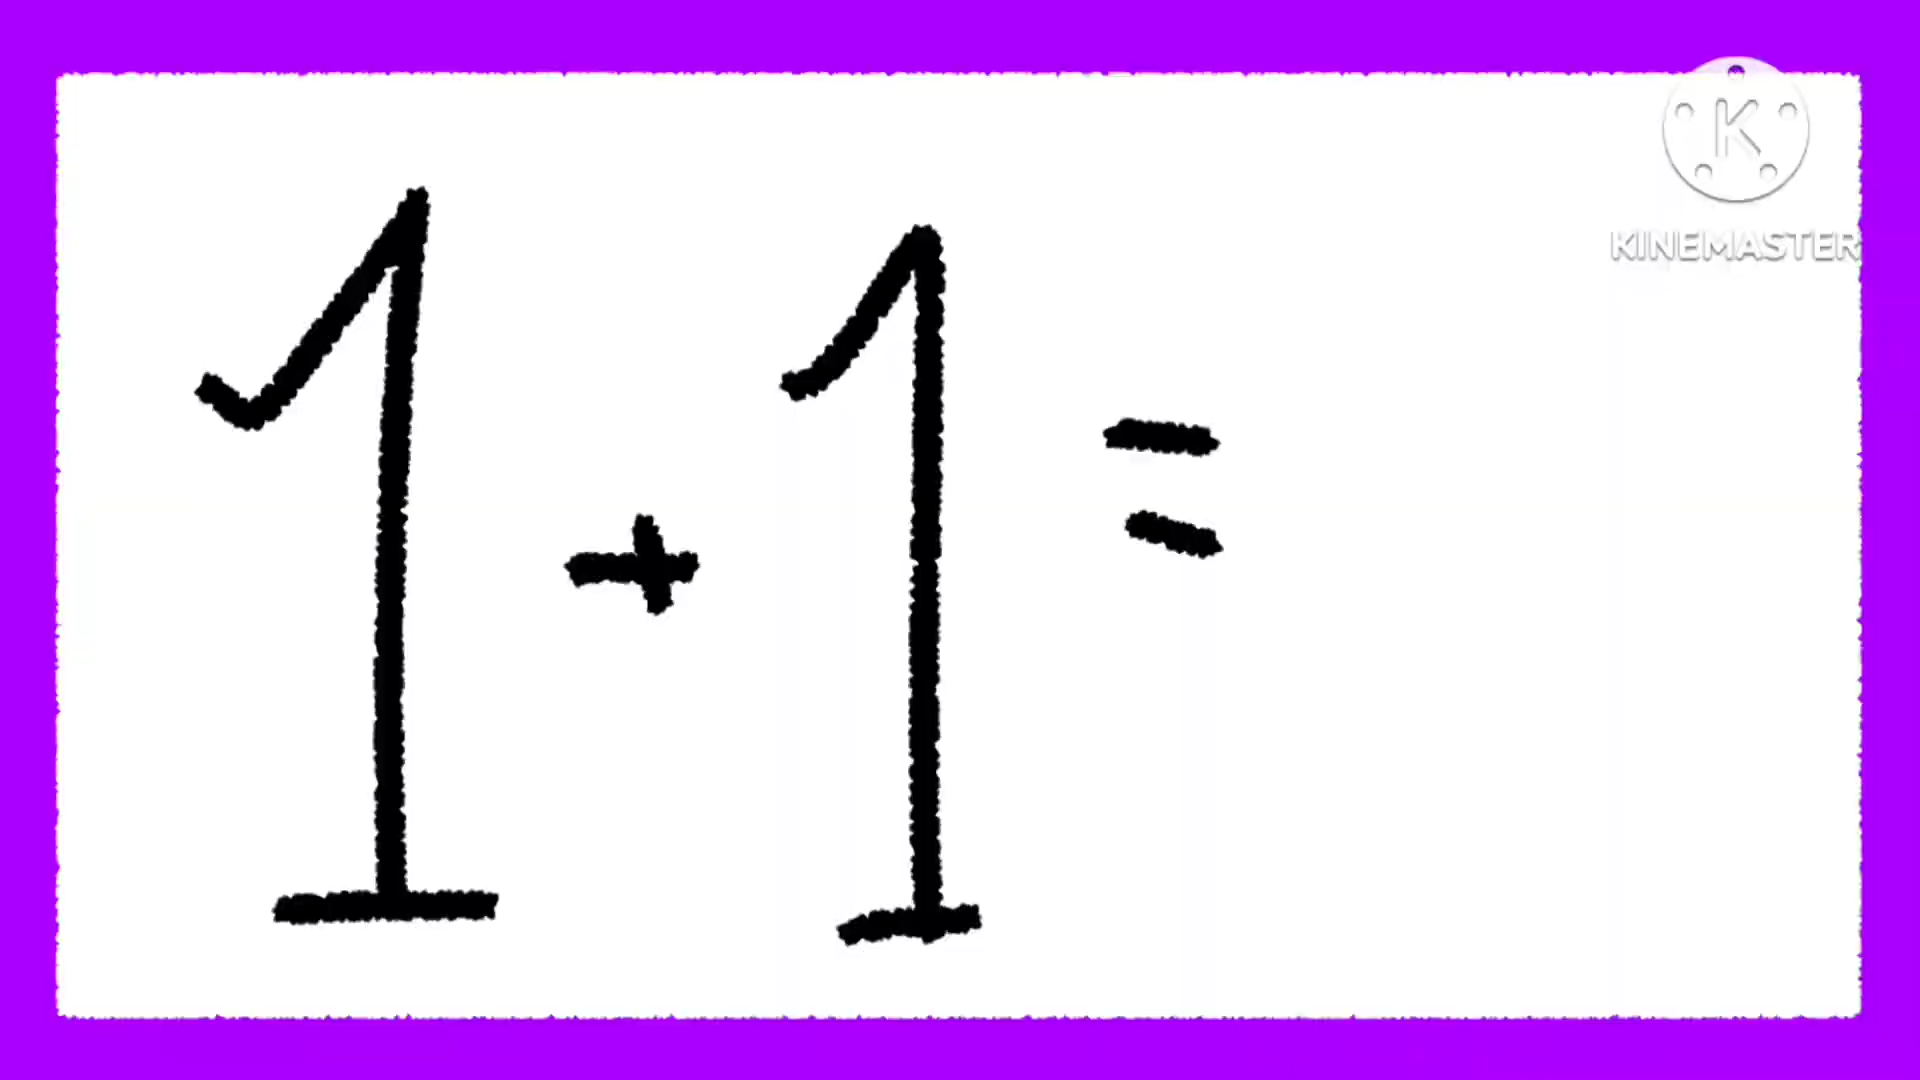 1 + 1 =
K
KINEMASTER